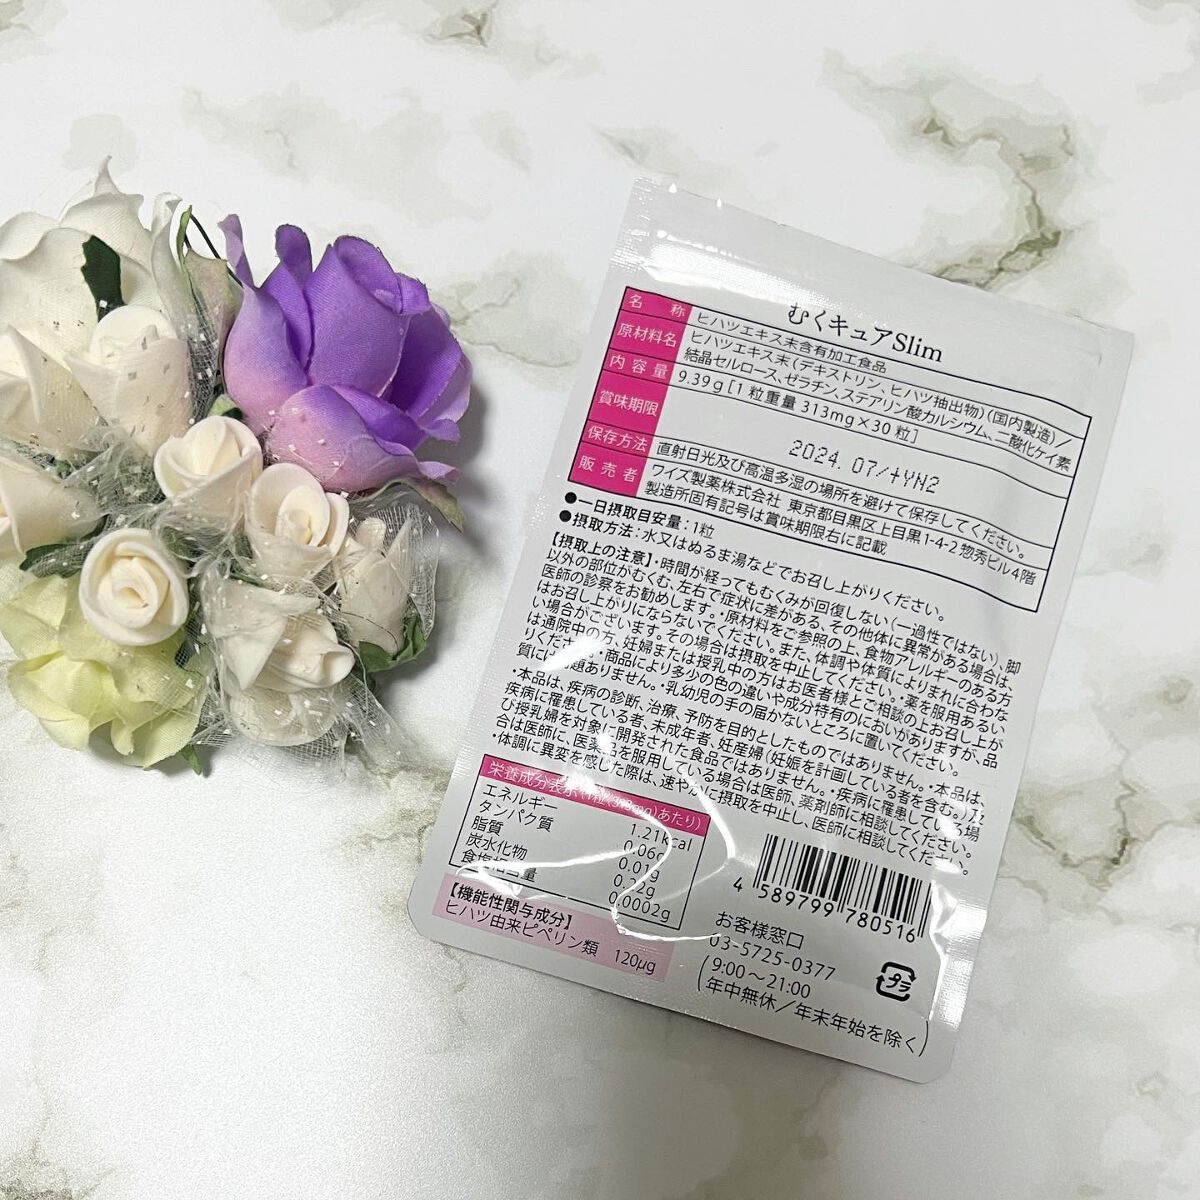 むくキュアSlim
名称 ヒハツエキス末含有加工食品
原材料名 ヒハツエキス末(デキストリン、ヒハツ抽出物)(国内製造)/
結晶セルロース、ゼラチン、ステアリン酸カルシウム、二酸化ケイ素
内容量 9.39g[1粒重量 313mg×30粒]
賞味期限 2024.07/+YN2
保存方法 直射日光及び高温多湿の場所を避けて保存してください。
販売者 ワイズ製薬株式会社 東京都目黒区上目黒1-4-2 惣秀ビル4階
製造所固有記号は賞味期限右に記載
●一日摂取目安量:1粒
●摂取方法:水又はぬるま湯などでお召し上がりください。
【摂取上の注意】・時間が経ってもむくみが回復しない(一過性ではない)、脚
以外の部位がむくむ、左右で症状に差がある、その他体に異常がある場合は、
医師の診察をお勧めします。・原材料をご参照の上、食物アレルギーのある方
はお召し上がりにならないでください。また、体調や体質によりまれに合わな
い場合がございます。その場合は摂取を中止してください。・薬を服用あるい
は通院中の方、妊婦または授乳中の方はお医者様とご相談の上お召し上が
りください。・商品により多少の色の違いや成分特有のにおいがありますが、品
質には問題ありません。・乳幼児の手の届かないところに置いてください。
・本品は、疾病の診断、治療、予防を目的としたものではありません。・本品は、
疾病に罹患している者、未成年者、妊産婦(妊娠を計画している者を含む。)及
び授乳婦を対象に開発された食品ではありません。・疾病に罹患している場
合は医師に、医薬品を服用している場合は医師、薬剤師に相談してください。
・体調に異変を感じた際は、速やかに摂取を中止し、医師に相談してください。
栄養成分表示(1粒(313mg)あたり)
エネルギー 1.21kcal
タンパク質 0.06g
脂質 0.01g
炭水化物 0.22g
食塩相当量 0.0002g
【機能性関与成分】
ヒハツ由来ピペリン類 120μg
4 589799 780516
お客様窓口
03-5725-0377
(9:00～21:00
年中無休/年末年始を除く)
プラ